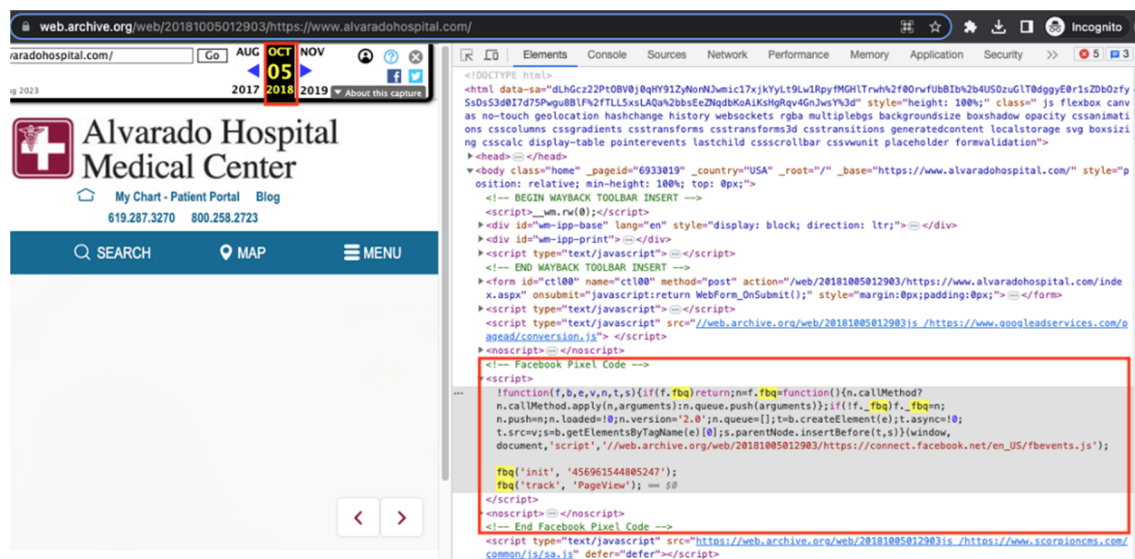 web.archive.org/web/20181005012903/https://www.alvaradohospital.com/
Incognito
varadohospital.com/
Go
AUG OCT NOV
05
2017 2018 2019
About this capture
g 2023
Alvarado Hospital
Medical Center
My Chart - Patient Portal Blog
619.287.3270 800.258.2723
SEARCH MAP MENU
Elements Console Sources Network Performance Memory Application Security >> 5 3
<!DOCTYPE html>
style="height: 100%;" class=" js flexbox canv
as no-touch geolocation hashchange history websockets rgba multiplebgs backgroundsize boxshadow opacity cssanimati
ons csscolumns cssgradients csstransforms csstransforms3d csstransitions generatedcontent localstorage svg boxsizi
ng csscalc display-table pointerevents lastchild cssscrollbar cssvwunit placeholder formvalidation">
<head>…</head>
<body class="home" _pageid="6933019" _country="USA" _root="/" _base="https://www.alvaradohospital.com/" style="p
osition: relative; min-height: 100%; top: 0px;">
<!-- BEGIN WAYBACK TOOLBAR INSERT -->
<script>__wm.rw(0);</script>
<div id="wm-ipp-base" lang="en" style="display: block; direction: ltr;">…</div>
<div id="wm-ipp-print">…</div>
<script type="text/javascript">…</script>
<!-- END WAYBACK TOOLBAR INSERT -->
<form id="ctl00" name="ctl00" method="post" action="/web/20181005012903/https://www.alvaradohospital.com/inde
x.aspx" onsubmit="javascript:return WebForm_OnSubmit();" style="margin:0px;padding:0px;">…</form>
<script type="text/javascript">…</script>
<script type="text/javascript" src="//web.archive.org/web/20181005012903js_/https://www.googleadservices.com/p
agead/conversion.js"> </script>
<noscript>…</noscript>
<!-- Facebook Pixel Code -->
<script>
!function(f,b,e,v,n,t,s){if(f.fbq)return;n=f.fbq=function(){n.callMethod?
n.callMethod.apply(n,arguments):n.queue.push(arguments)};if(!f._fbq)f._fbq=n;
n.push=n;n.loaded=!0;n.version='2.0';n.queue=[];t=b.createElement(e);t.async=!0;
t.src=v;s=b.getElementsByTagName(e)[0];s.parentNode.insertBefore(t,s)}(window,
document,'script','//web.archive.org/web/20181005012903/https://connect.facebook.net/en_US/fbevents.js');
fbq('init', '456961544805247');
fbq('track', 'PageView'); == $0
</script>
<noscript>…</noscript>
<!-- End Facebook Pixel Code -->
<script type="text/javascript" src="https://web.archive.org/web/20181005012903js_/https://www.scorpioncms.com/
common/js/sa.js" defer="defer"></script>